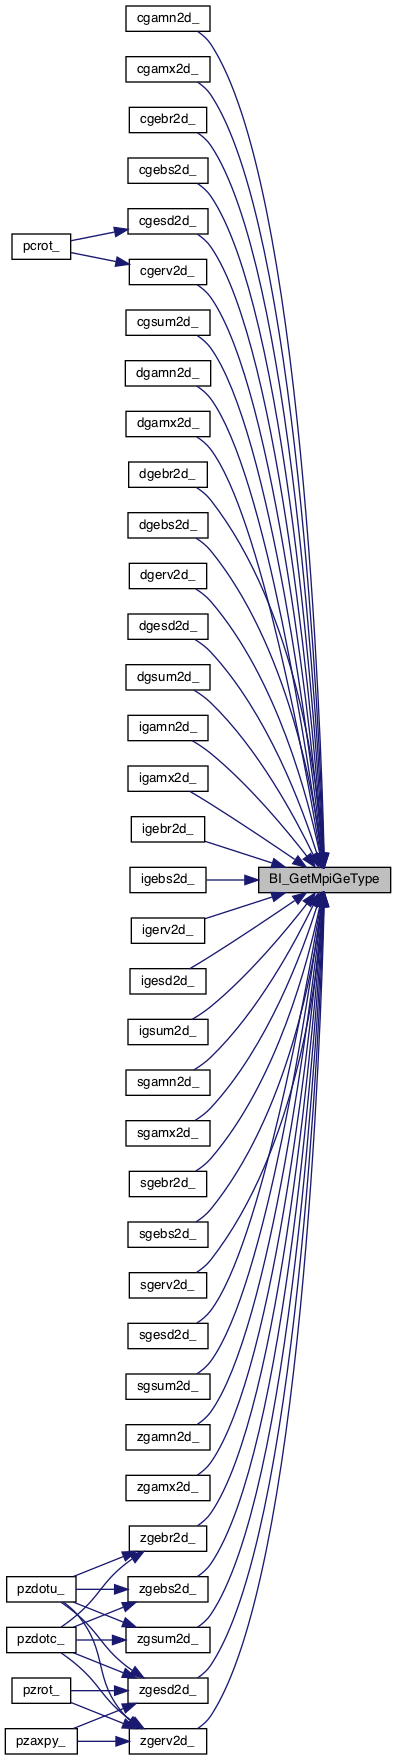 cgamn2d_
cgamx2d_
cgebr2d_
cgebs2d_
cgesd2d_
pcrot_
cgerv2d_
cgsum2d_
dgamn2d_
dgamx2d_
dgebr2d_
dgebs2d_
dgerv2d_
dgesd2d_
dgsum2d_
igamn2d_
igamx2d_
igebr2d_
igebs2d_
BI_GetMpiGeType
igerv2d_
igesd2d_
igsum2d_
sgamn2d_
sgamx2d_
sgebr2d_
sgebs2d_
sgerv2d_
sgesd2d_
sgsum2d_
zgamn2d_
zgamx2d_
zgebr2d_
pzdotu_
zgebs2d_
pzdotc_
zgsum2d_
pzrot_
zgesd2d_
pzaxpy_
zgerv2d_